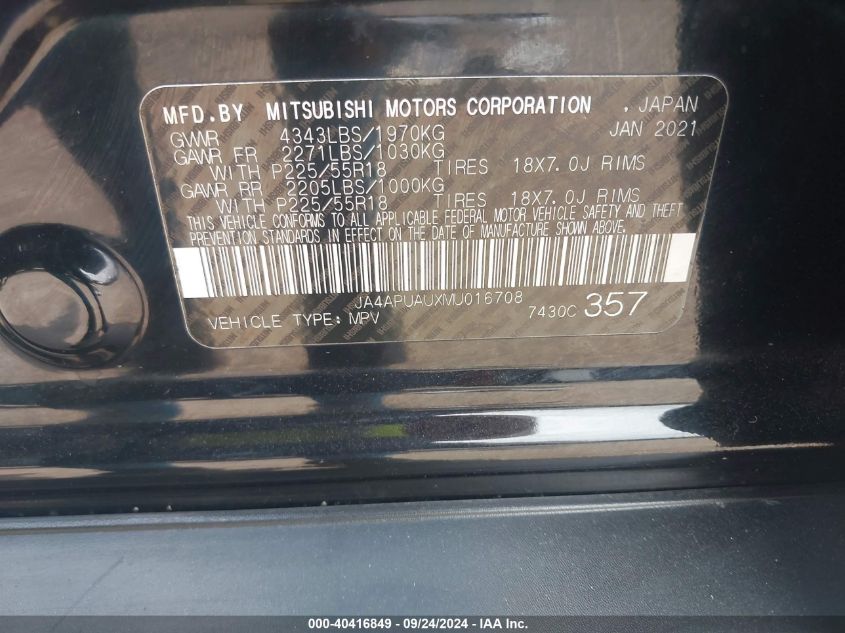 MFD.BY MITSUBISHI MOTORS CORPORATION , JAPAN
GVWR 4343LBS/1970KG JAN 2021
GAWR FR 2271LBS/1030KG
WITH P225/55R18 TIRES 18X7.0J RIMS
GAWR RR 2205LBS/1000KG
WITH P225/55R18 TIRES 18X7.0J RIMS
THIS VEHICLE CONFORMS TO ALL APPLICABLE FEDERAL MOTOR VEHICLE SAFETY AND THEFT
PREVENTION STANDARDS IN EFFECT ON THE DATE OF MANUFACTURE SHOWN ABOVE.
JA4APUAUXMU016708
VEHICLE TYPE: MPV 7430C 357
000-40416849 - 09/24/2024 - IAA Inc.